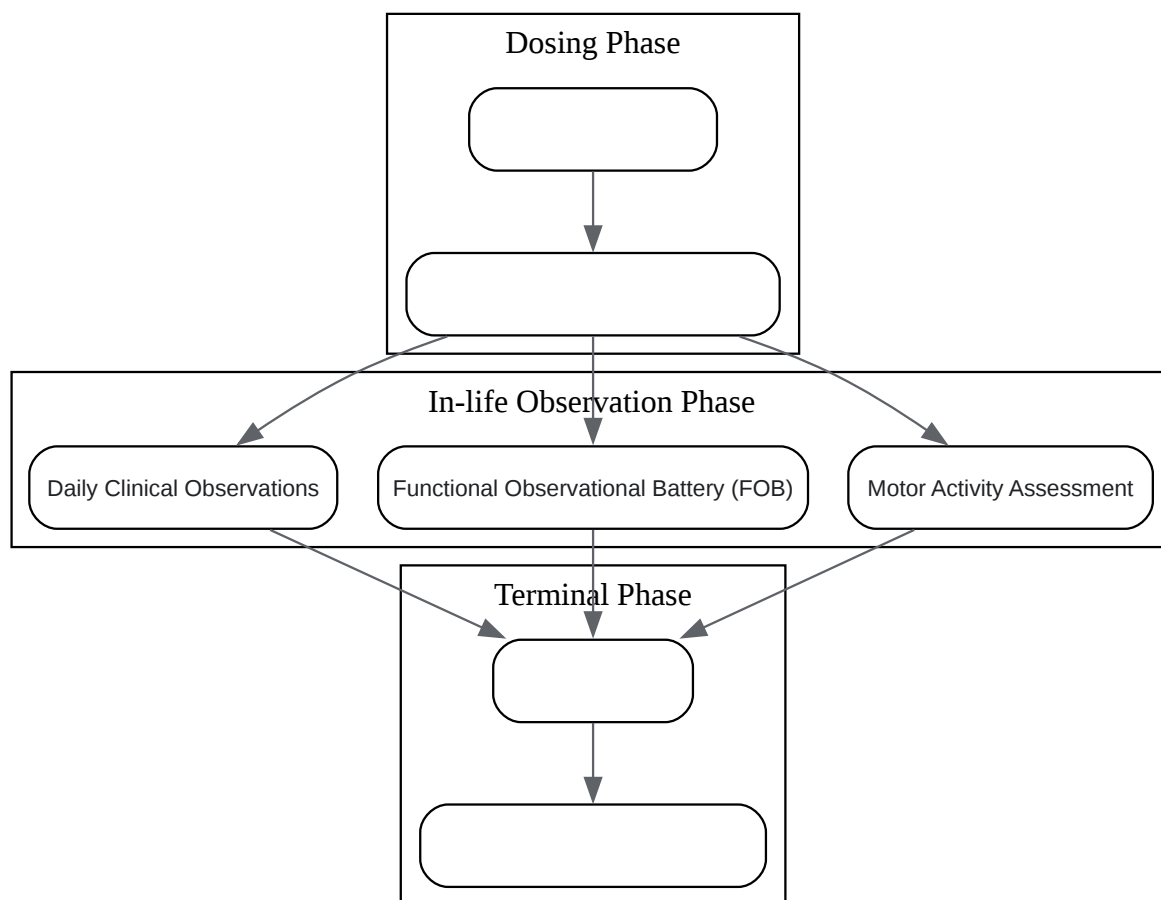 Dosing Phase
In-life Observation Phase
Daily Clinical Observations
Functional Observational Battery (FOB)
Motor Activity Assessment
Terminal Phase